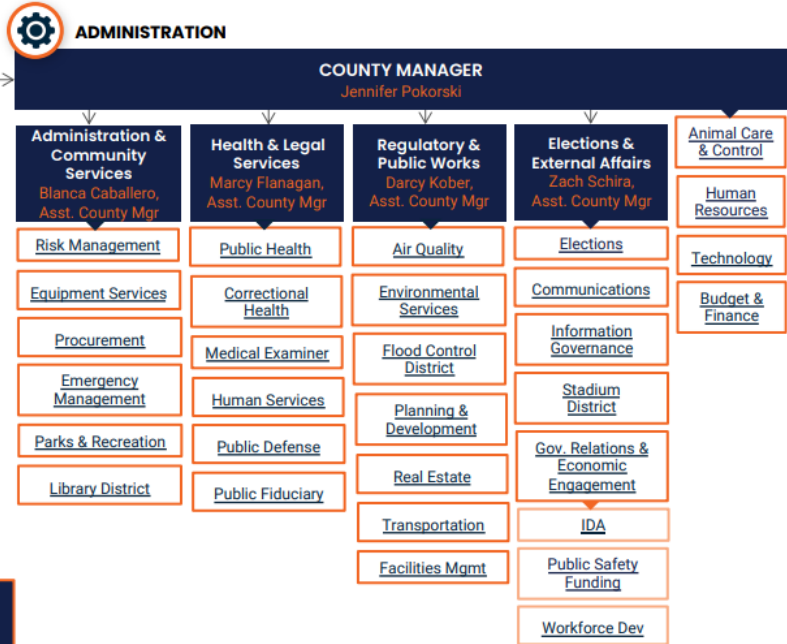 ADMINISTRATION
COUNTY MANAGER
Jennifer Pokorski
Administration &
Community
Services
Blanca Caballero,
Asst. County Mgr
Risk Management
Equipment Services
Procurement
Emergency
Management
Parks & Recreation
Library District
Health & Legal
Services
Marcy Flanagan,
Asst. County Mgr
Public Health
Correctional
Health
Medical Examiner
Human Services
Public Defense
Public Fiduciary
Regulatory &
Public Works
Darcy Kober,
Asst. County Mgr
Air Quality
Environmental
Services
Flood Control
District
Planning &
Development
Real Estate
Transportation
Facilities Mgmt
Elections &
External Affairs
Zach Schira,
Asst. County Mgr
Elections
Communications
Information
Governance
Stadium
District
Gov. Relations &
Economic
Engagement
IDA
Public Safety
Funding
Workforce Dev
Animal Care
& Control
Human
Resources
Technology
Budget &
Finance